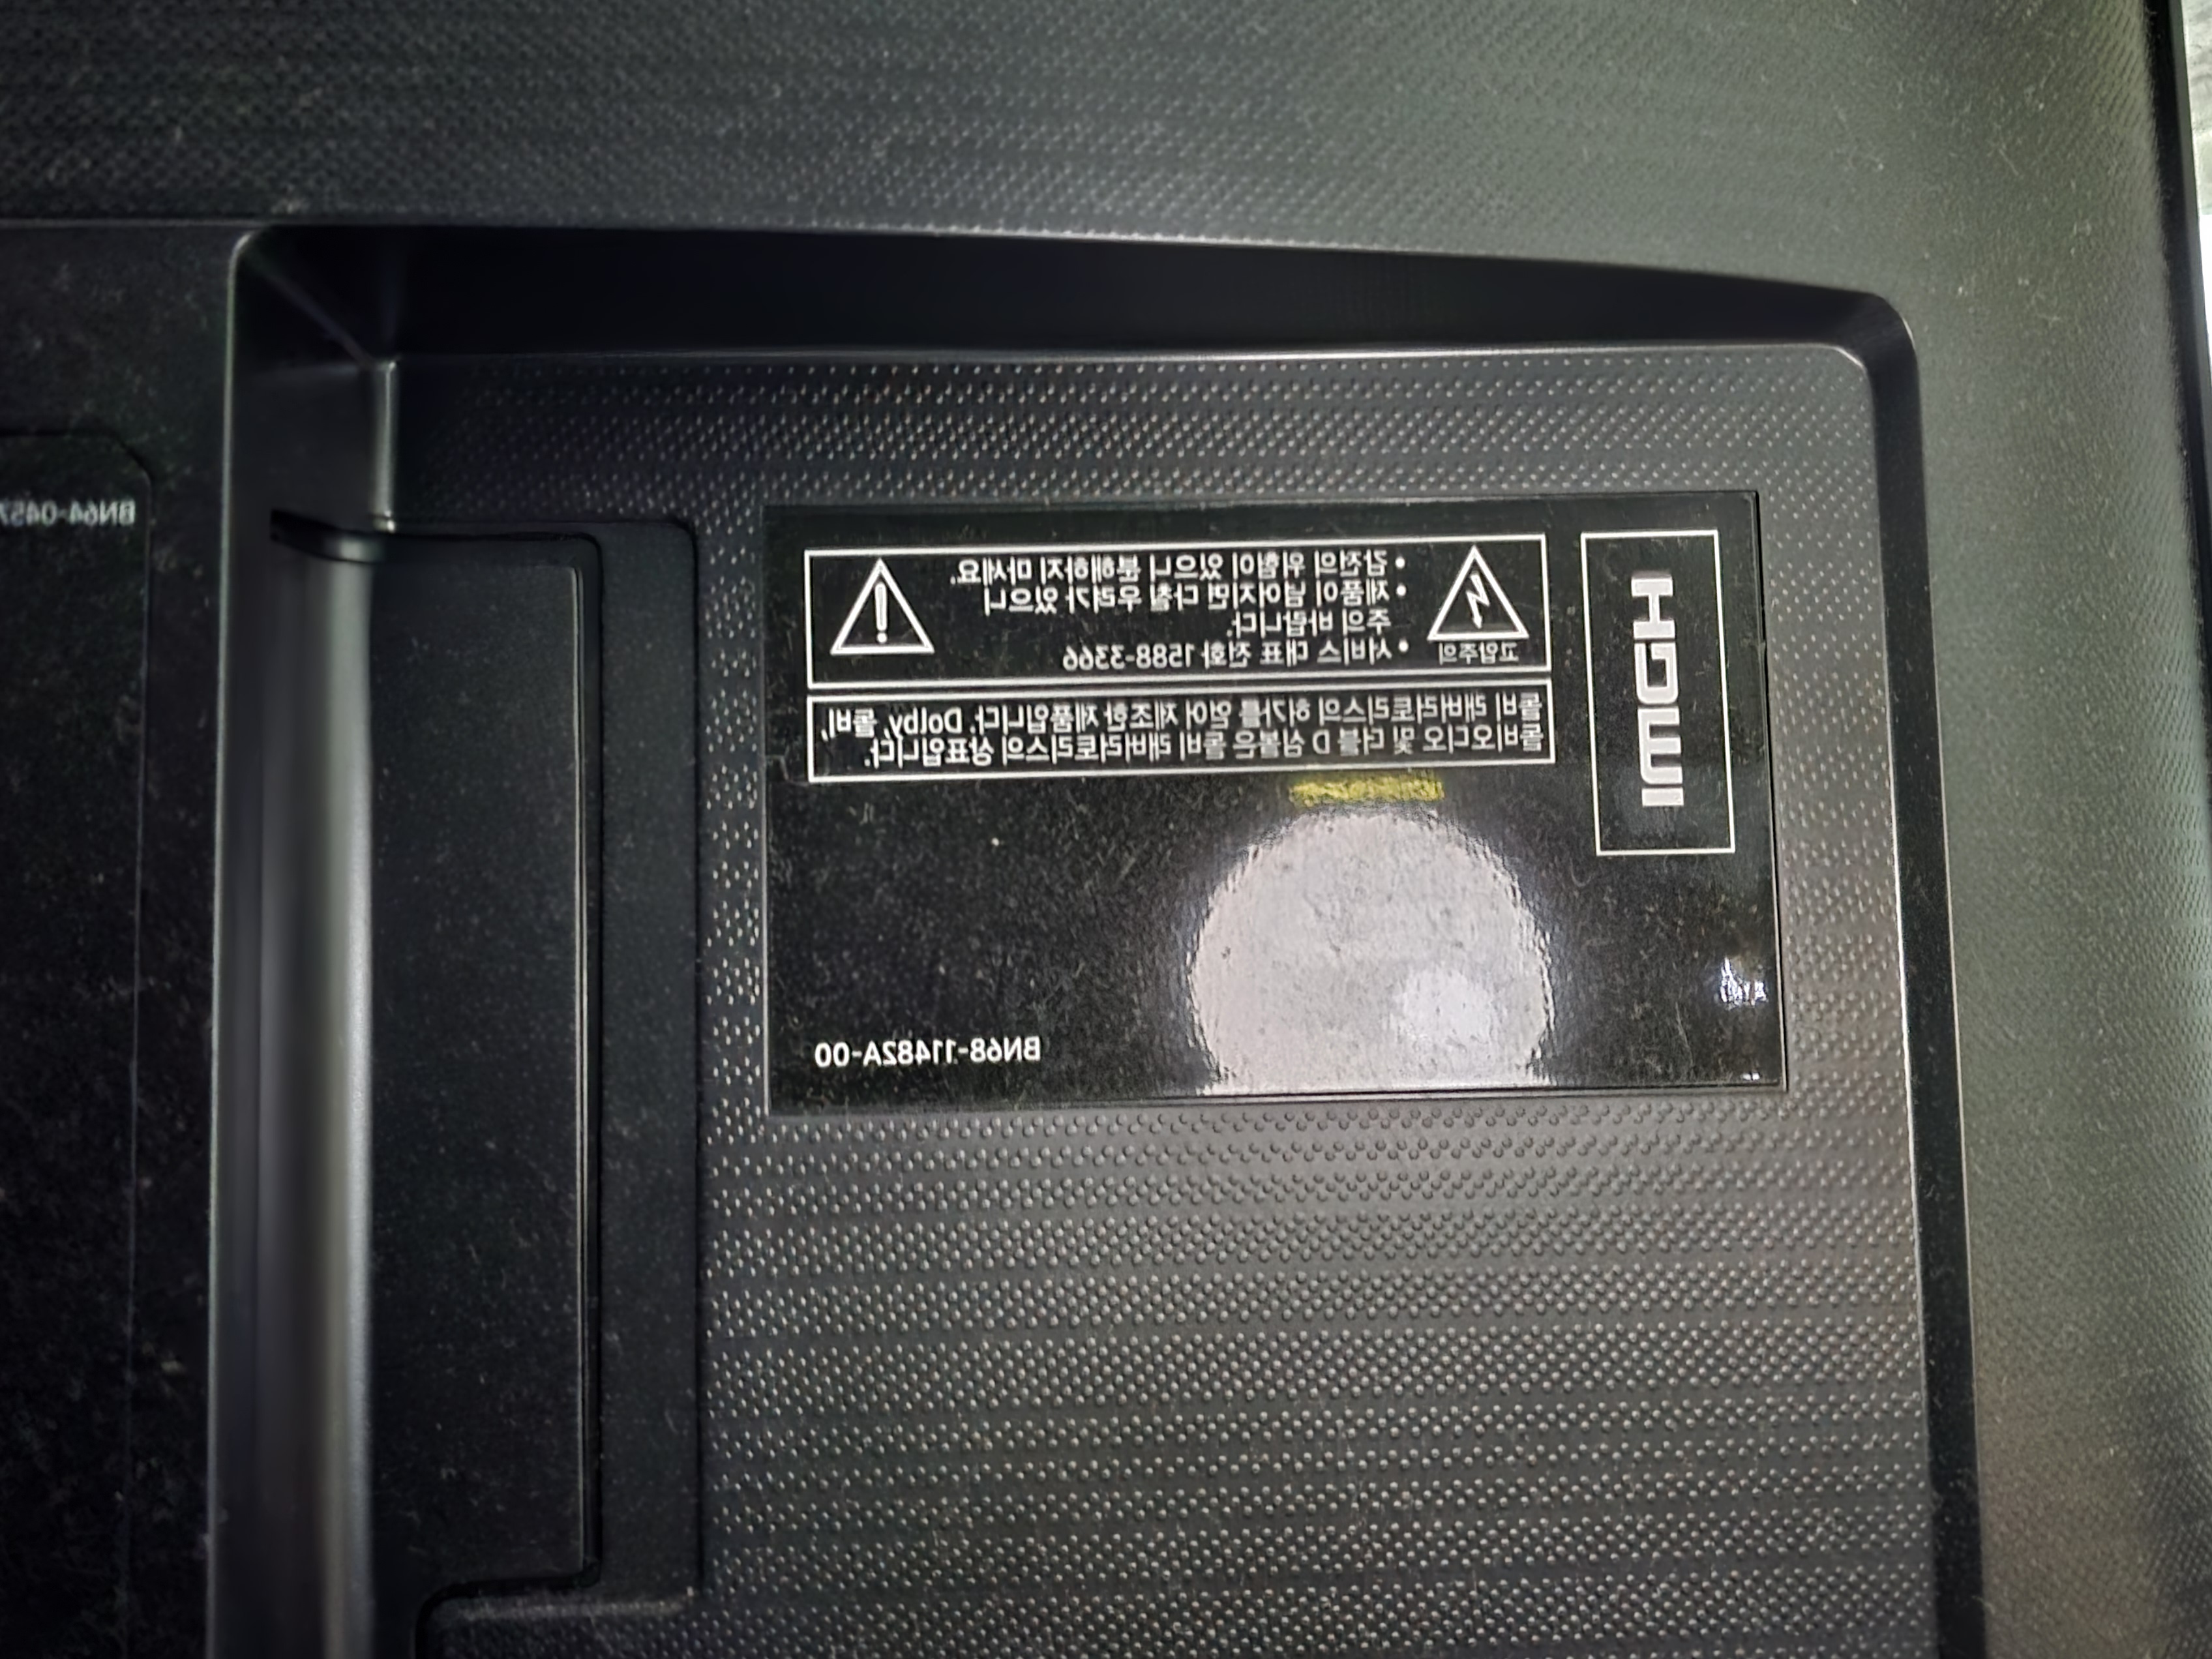 HDMI
고압주의
• 감전의 위험이 있으니 분해하지 마세요.
• 제품이 넘어지면 다칠 우려가 있으니
주의 바랍니다.
• 서비스 대표 전화 1588-3366
돌비 래버러토리스의 허가를 얻어 제조한 제품입니다. Dolby, 돌비,
돌비오디오 및 더블 D 심볼은 돌비 래버러토리스의 상표입니다.
BN68-11482A-00
BN64-0457